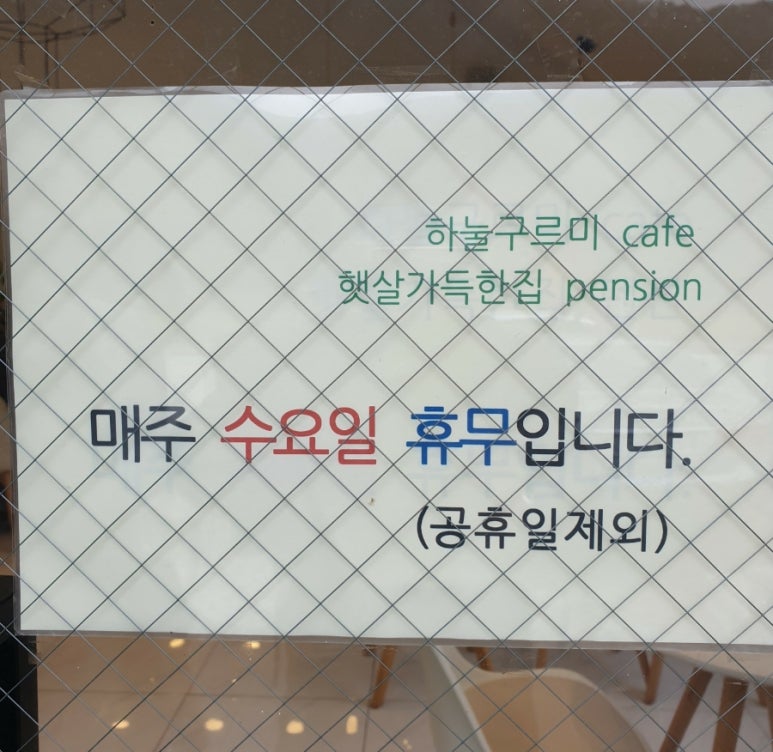 하늘구르미 cafe
햇살가득한집 pension
매주 수요일 휴무입니다.
(공휴일제외)